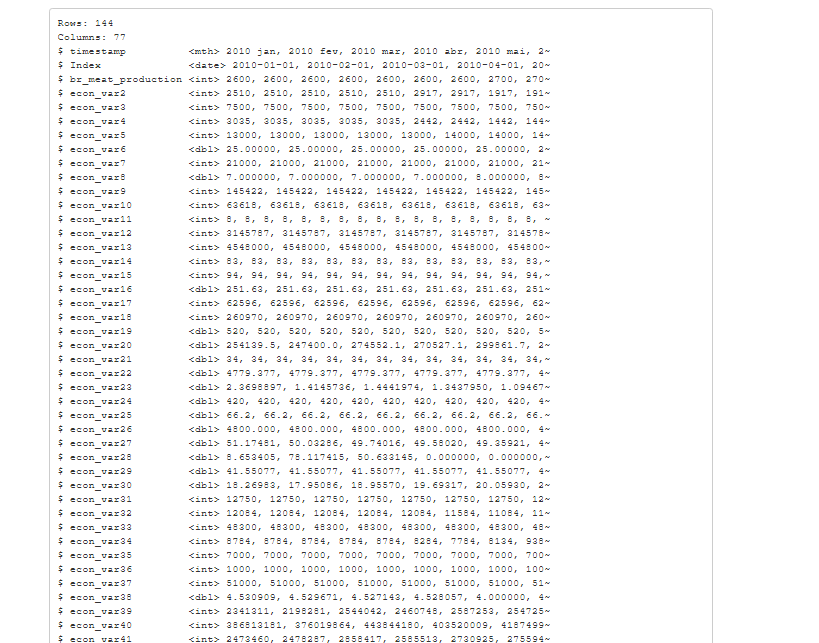 Rows: 144
Columns: 77
$ timestamp          <mth> 2010 jan, 2010 fev, 2010 mar, 2010 abr, 2010 mai, 2~
$ Index              <date> 2010-01-01, 2010-02-01, 2010-03-01, 2010-04-01, 20~
$ br_meat_production <int> 2600, 2600, 2600, 2600, 2600, 2600, 2600, 2700, 270~
$ econ_var2          <int> 2510, 2510, 2510, 2510, 2510, 2917, 2917, 1917, 191~
$ econ_var3          <int> 7500, 7500, 7500, 7500, 7500, 7500, 7500, 7500, 750~
$ econ_var4          <int> 3035, 3035, 3035, 3035, 3035, 2442, 2442, 1442, 144~
$ econ_var5          <int> 13000, 13000, 13000, 13000, 13000, 14000, 14000, 14~
$ econ_var6          <dbl> 25.00000, 25.00000, 25.00000, 25.00000, 25.00000, 2~
$ econ_var7          <int> 21000, 21000, 21000, 21000, 21000, 21000, 21000, 21~
$ econ_var8          <dbl> 7.000000, 7.000000, 7.000000, 7.000000, 8.000000, 8~
$ econ_var9          <int> 145422, 145422, 145422, 145422, 145422, 145422, 145~
$ econ_var10         <int> 63618, 63618, 63618, 63618, 63618, 63618, 63618, 63~
$ econ_var11         <int> 8, 8, 8, 8, 8, 8, 8, 8, 8, 8, 8, 8, 8, 8, 8, 8, 8, ~
$ econ_var12         <int> 3145787, 3145787, 3145787, 3145787, 3145787, 314578~
$ econ_var13         <int> 4548000, 4548000, 4548000, 4548000, 4548000, 454800~
$ econ_var14         <int> 83, 83, 83, 83, 83, 83, 83, 83, 83, 83, 83, 83, 83,~
$ econ_var15         <int> 94, 94, 94, 94, 94, 94, 94, 94, 94, 94, 94, 94, 94,~
$ econ_var16         <dbl> 251.63, 251.63, 251.63, 251.63, 251.63, 251.63, 251~
$ econ_var17         <int> 62596, 62596, 62596, 62596, 62596, 62596, 62596, 62~
$ econ_var18         <int> 260970, 260970, 260970, 260970, 260970, 260970, 260~
$ econ_var19         <dbl> 520, 520, 520, 520, 520, 520, 520, 520, 520, 520, 5~
$ econ_var20         <dbl> 254139.5, 247400.0, 274552.1, 270527.1, 299861.7, 2~
$ econ_var21         <dbl> 34, 34, 34, 34, 34, 34, 34, 34, 34, 34, 34, 34, 34,~
$ econ_var22         <dbl> 4779.377, 4779.377, 4779.377, 4779.377, 4779.377, 4~
$ econ_var23         <dbl> 2.3698897, 1.4145736, 1.4441974, 1.3437950, 1.09467~
$ econ_var24         <dbl> 420, 420, 420, 420, 420, 420, 420, 420, 420, 420, 4~
$ econ_var25         <dbl> 66.2, 66.2, 66.2, 66.2, 66.2, 66.2, 66.2, 66.2, 66.~
$ econ_var26         <dbl> 4800.000, 4800.000, 4800.000, 4800.000, 4800.000, 4~
$ econ_var27         <dbl> 51.17481, 50.03286, 49.74016, 49.58020, 49.35921, 4~
$ econ_var28         <dbl> 8.653405, 78.117415, 50.633145, 0.000000, 0.000000,~
$ econ_var29         <dbl> 41.55077, 41.55077, 41.55077, 41.55077, 41.55077, 4~
$ econ_var30         <dbl> 18.26983, 17.95086, 18.95570, 19.69317, 20.05930, 2~
$ econ_var31         <int> 12750, 12750, 12750, 12750, 12750, 12750, 12750, 12~
$ econ_var32         <int> 12084, 12084, 12084, 12084, 12084, 11584, 11084, 11~
$ econ_var33         <int> 48300, 48300, 48300, 48300, 48300, 48300, 48300, 48~
$ econ_var34         <int> 8784, 8784, 8784, 8784, 8784, 8284, 7784, 8134, 938~
$ econ_var35         <int> 7000, 7000, 7000, 7000, 7000, 7000, 7000, 7000, 700~
$ econ_var36         <int> 1000, 1000, 1000, 1000, 1000, 1000, 1000, 1000, 100~
$ econ_var37         <int> 51000, 51000, 51000, 51000, 51000, 51000, 51000, 51~
$ econ_var38         <dbl> 4.530909, 4.529671, 4.527143, 4.528057, 4.000000, 4~
$ econ_var39         <int> 2341311, 2198281, 2544042, 2460748, 2587253, 254728~
$ econ_var40         <int> 386813181, 376019864, 443844180, 403520009, 4187499~
$ econ_var41         <int> 2473460, 2478287, 2858417, 2585513, 2730925, 275594~